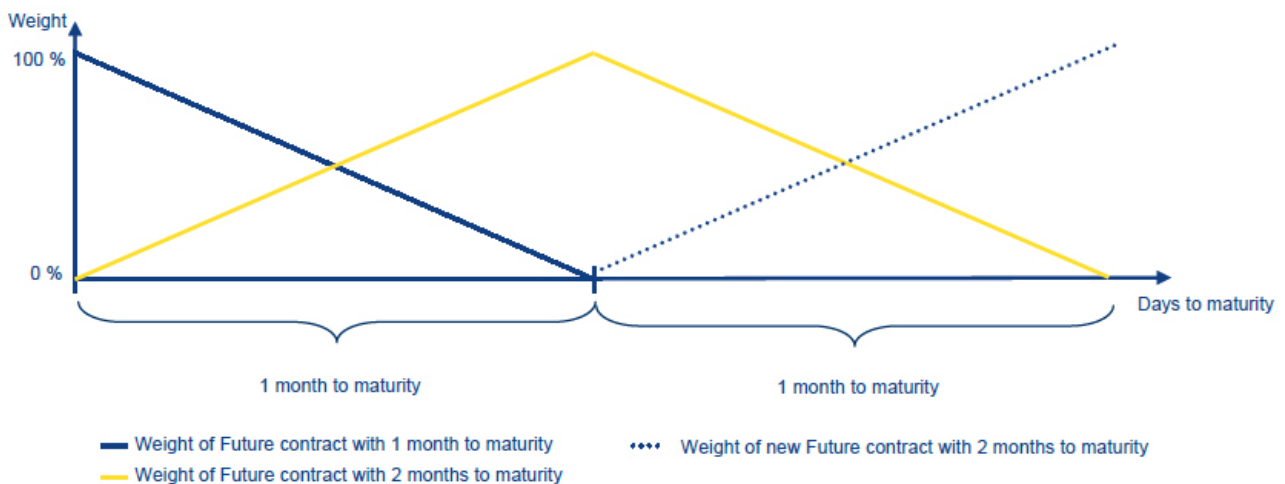 Weight
100 %
0 %
Days to maturity
1 month to maturity
1 month to maturity
Weight of Future contract with 1 month to maturity
Weight of new Future contract with 2 months to maturity
Weight of Future contract with 2 months to maturity